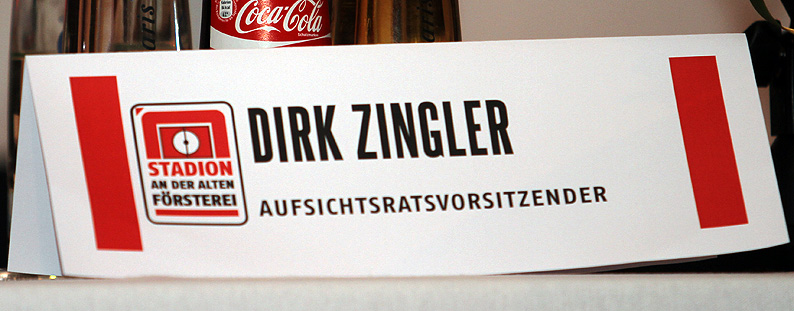 Coca-Cola
DIRK ZINGLER
STADION
AN DER ALTEN
FÖRSTEREI
AUFSICHTSRATSVORSITZENDER